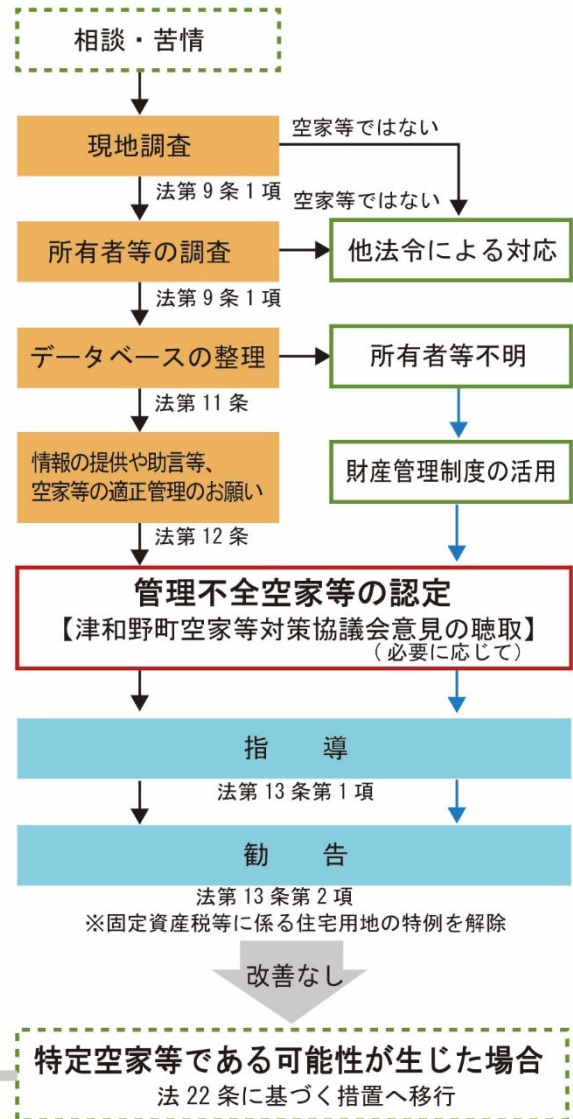 相談・苦情
現地調査
空家等ではない
法第9条1項
空家等ではない
所有者等の調査
他法令による対応
法第9条1項
データベースの整理
所有者等不明
法第11条
情報の提供や助言等、
空家等の適正管理のお願い
財産管理制度の活用
法第12条
管理不全空家等の認定
【津和野町空家等対策協議会意見の聴取】
（必要に応じて）
指　導
法第13条第1項
勧　告
法第13条第2項
※固定資産税等に係る住宅用地の特例を解除
改善なし
特定空家等である可能性が生じた場合
法22条に基づく措置へ移行